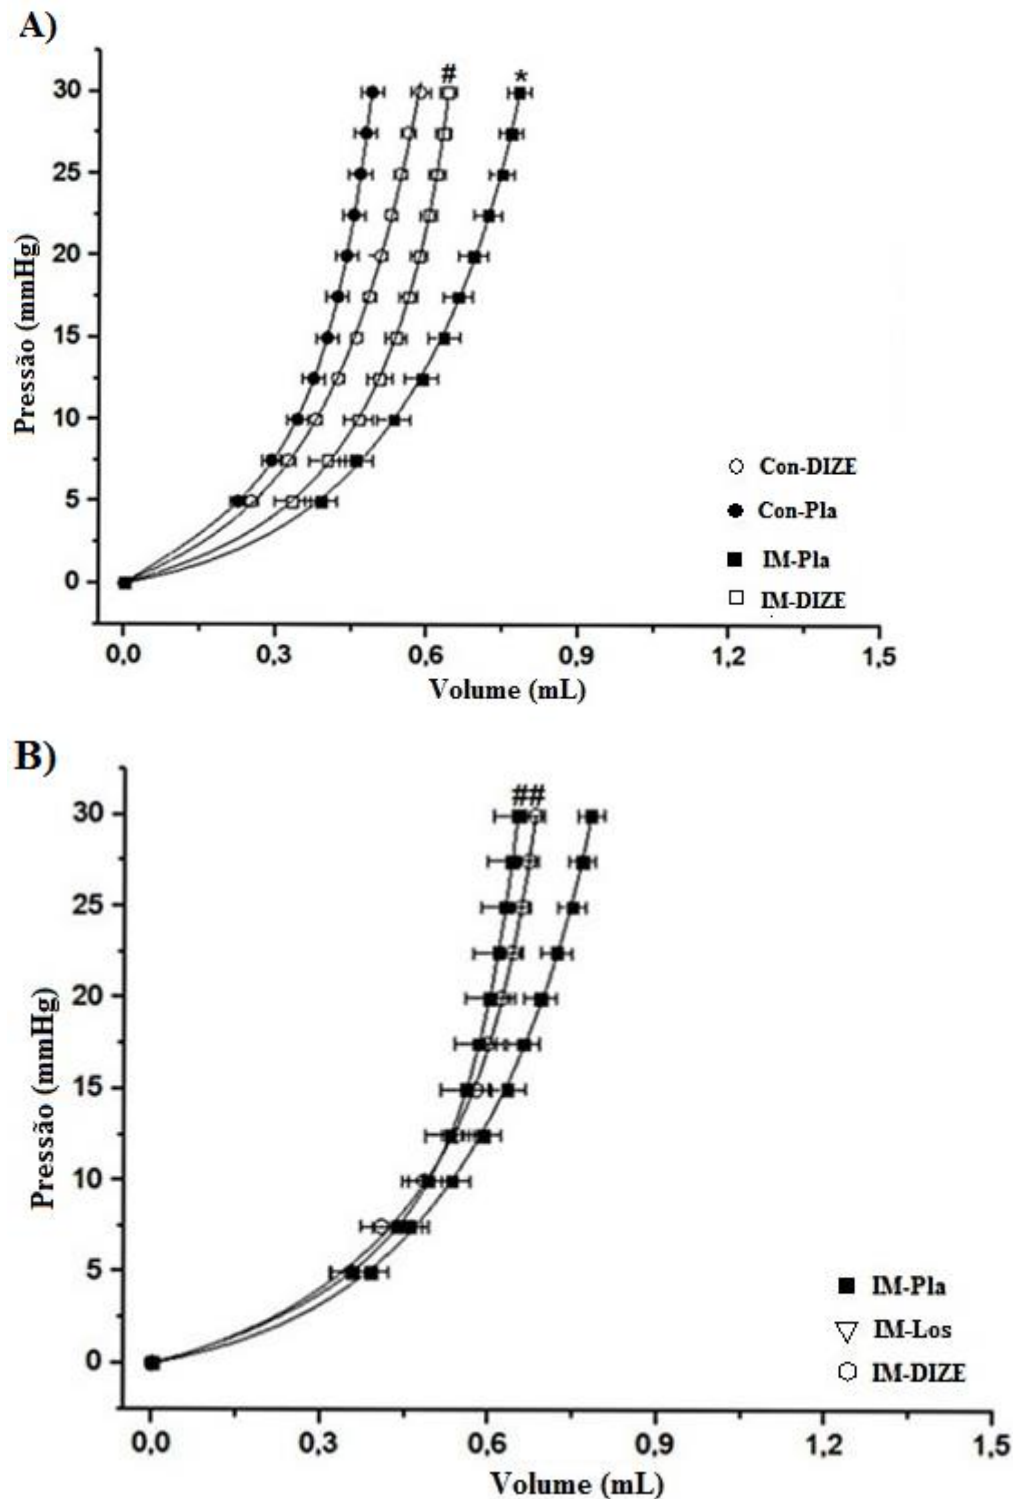 A)
# *
30
25
20
15
10
5
0
Pressão (mmHg)
Con-DIZE
Con-Pla
IM-Pla
IM-DIZE
0,0 0,3 0,6 0,9 1,2 1,5
Volume (mL)
B)
##
30
25
20
15
10
5
0
Pressão (mmHg)
IM-Pla
IM-Los
IM-DIZE
0,0 0,3 0,6 0,9 1,2 1,5
Volume (mL)